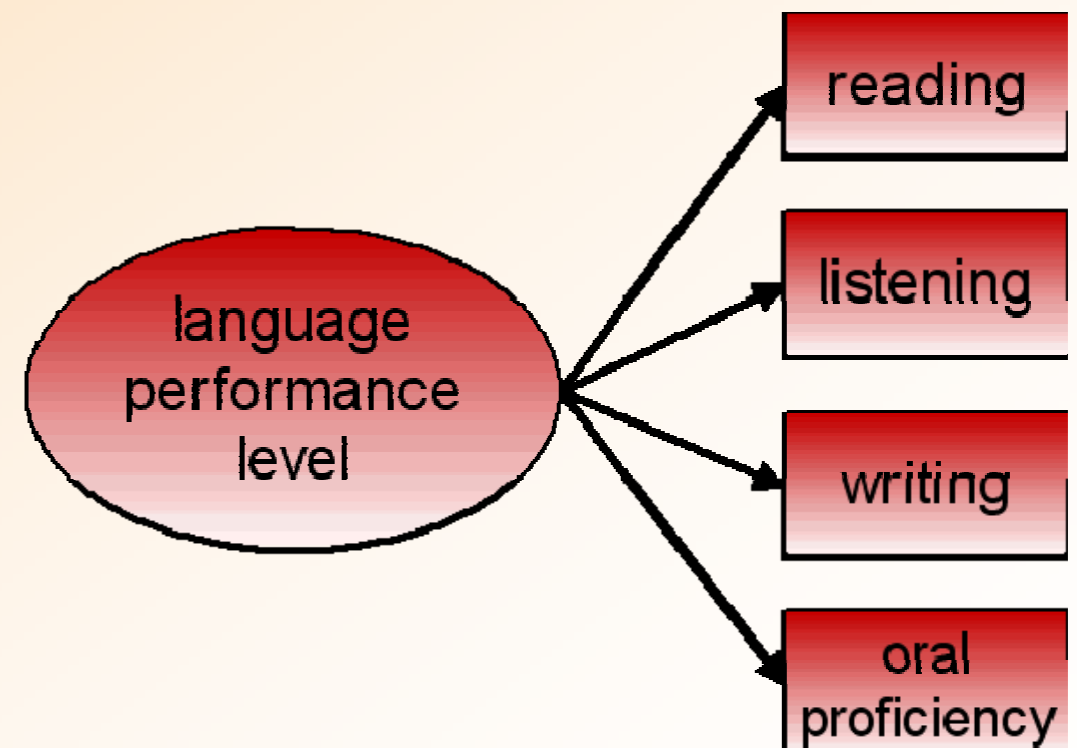 language
performance
level
reading
listening
writing
oral
proficiency